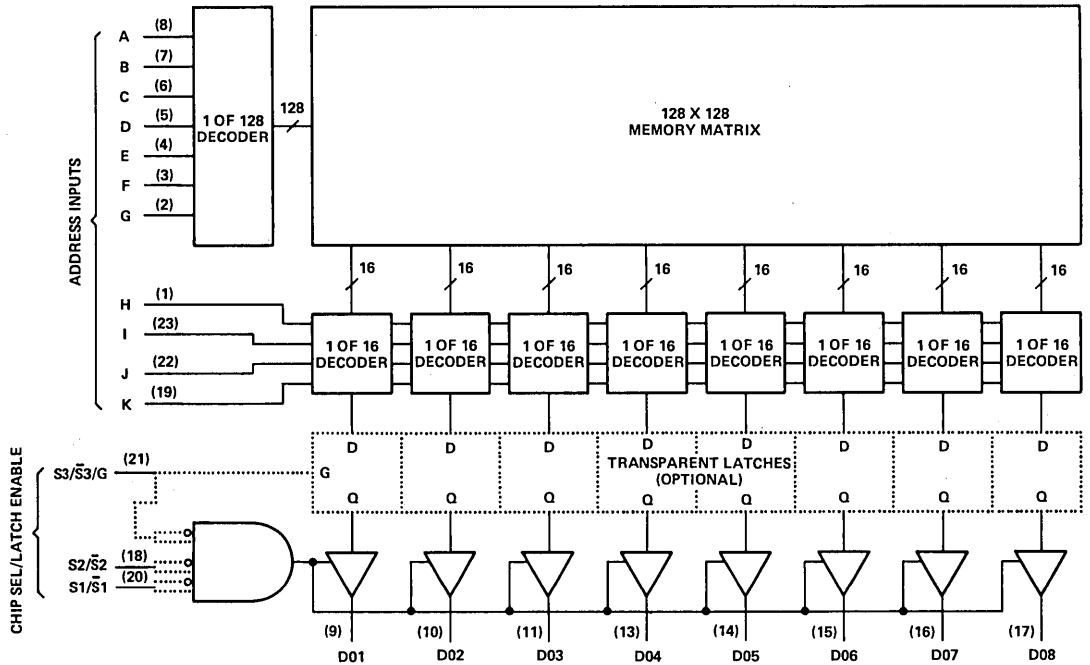 ADDRESS INPUTS
A (8)
B (7)
C (6)
D (5)
E (4)
F (3)
G (2)
1 OF 128
DECODER
128
128 X 128
MEMORY MATRIX
16 16 16 16 16 16 16 16
H (1)
I (23)
J (22)
K (19)
1 OF 16 1 OF 16 1 OF 16 1 OF 16 1 OF 16 1 OF 16 1 OF 16 1 OF 16
DECODER DECODER DECODER DECODER DECODER DECODER DECODER DECODER
CHIP SEL/LATCH ENABLE
S3/S̄3/G (21)
G
D D D D D D D D
TRANSPARENT LATCHES
(OPTIONAL)
Q Q Q Q Q Q Q Q
S2/S̄2 (18)
S1/S̄1 (20)
(9) (10) (11) (13) (14) (15) (16) (17)
D01 D02 D03 D04 D05 D06 D07 D08